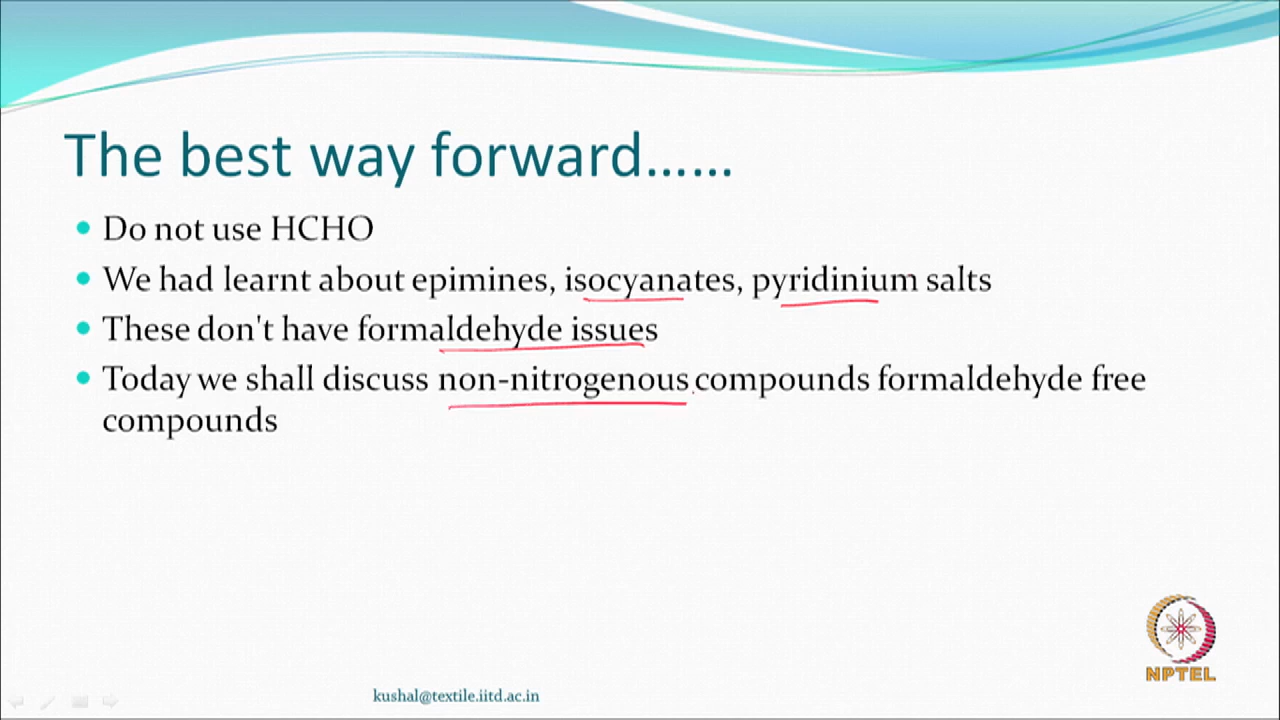 The best way forward……
Do not use HCHO
We had learnt about epimines, isocyanates, pyridinium salts
These don't have formaldehyde issues
Today we shall discuss non-nitrogenous compounds formaldehyde free
compounds
NPTEL
kushal@textile.iitd.ac.in